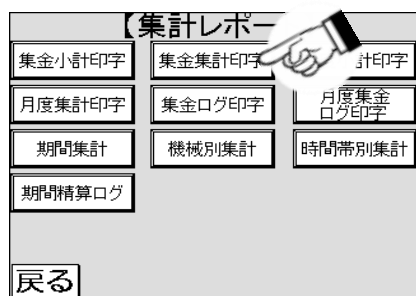 【集計レポー
集金小計印字 集金集計印字 計印字
月度集計印字 集金ログ印字 月度集金
ログ印字
期間集計 機械別集計 時間帯別集計
期間精算ログ
戻る